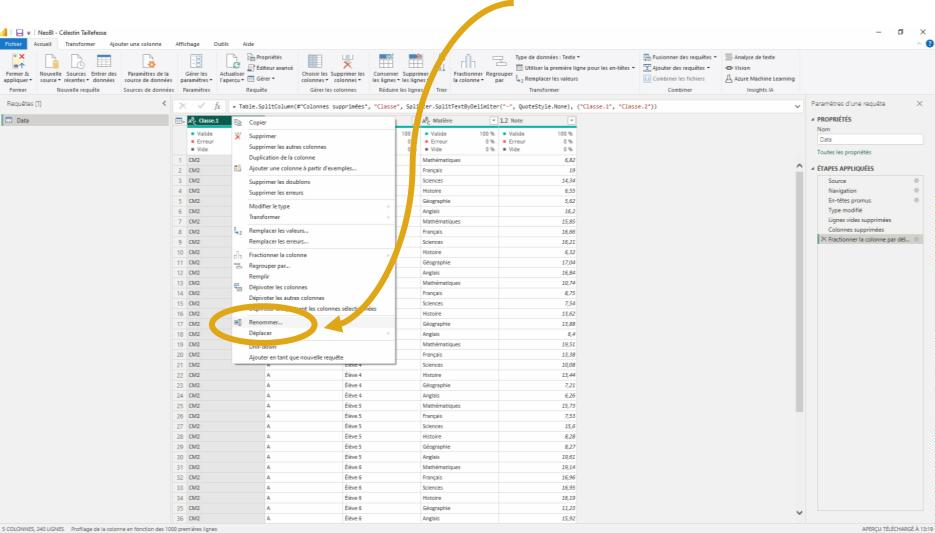 NeoBI - Célestin Taillefesse
Fichier Accueil Transformer Ajouter une colonne Affichage Outils Aide
Fermer & appliquer Nouvelle source Sources récentes Entrer des données Paramètres de la source de données Gérer les paramètres Actualiser l'aperçu Propriétés Éditeur avancé Gérer Choisir les colonnes Supprimer les colonnes Conserver les lignes Supprimer les lignes Fractionner la colonne Regrouper par Type de données : Texte Utiliser la première ligne pour les en-têtes Remplacer les valeurs Fusionner des requêtes Ajouter des requêtes Combiner les fichiers Analyse de texte Vision Azure Machine Learning
Fermer Nouvelle requête Sources de données Paramètres Requête Gérer les colonnes Réduire les lignes Trier Transformer Combiner Insights IA
Requêtes [1]
Data
= Table.SplitColumn(#"Colonnes supprimées", "Classe", Splitter.SplitTextByDelimiter("-", QuoteStyle.None), {"Classe.1", "Classe.2"})
Classe.1 Matière 1.2 Note
Valide Valide 100 % Valide 100 %
Erreur Erreur 0 % Erreur 0 %
Vide Vide 0 % Vide 0 %
Copier
Supprimer
Supprimer les autres colonnes
Duplication de la colonne
Ajouter une colonne à partir d'exemples...
Supprimer les doublons
Supprimer les erreurs
Modifier le type
Transformer
Remplacer les valeurs...
Remplacer les erreurs...
Fractionner la colonne
Regrouper par...
Remplir
Dépivoter les colonnes
Dépivoter les autres colonnes
les colonnes sélectionnées
Renommer...
Déplacer
Drill-down
Ajouter en tant que nouvelle requête
1 CM2 Mathématiques 6,82
2 CM2 Français 19
3 CM2 Sciences 14,34
4 CM2 Histoire 6,55
5 CM2 Géographie 5,62
6 CM2 Anglais 16,2
7 CM2 Mathématiques 15,85
8 CM2 Français 16,66
9 CM2 Sciences 16,21
10 CM2 Histoire 6,32
11 CM2 Géographie 17,04
12 CM2 Anglais 16,84
13 CM2 Mathématiques 10,74
14 CM2 Français 8,75
15 CM2 Sciences 7,54
16 CM2 Histoire 13,62
17 CM2 Géographie 13,88
18 CM2 Anglais 8,4
19 CM2 Mathématiques 19,51
20 CM2 Français 13,38
21 CM2 A Élève 4 Sciences 10,08
22 CM2 A Élève 4 Histoire 13,44
23 CM2 A Élève 4 Géographie 7,21
24 CM2 A Élève 4 Anglais 6,26
25 CM2 A Élève 5 Mathématiques 15,73
26 CM2 A Élève 5 Français 7,53
27 CM2 A Élève 5 Sciences 15,6
28 CM2 A Élève 5 Histoire 8,28
29 CM2 A Élève 5 Géographie 8,27
30 CM2 A Élève 5 Anglais 19,61
31 CM2 A Élève 6 Mathématiques 19,14
32 CM2 A Élève 6 Français 16,96
33 CM2 A Élève 6 Sciences 16,95
34 CM2 A Élève 6 Histoire 16,19
35 CM2 A Élève 6 Géographie 11,23
36 CM2 A Élève 6 Anglais 15,92
Paramètres d'une requête
PROPRIÉTÉS
Nom
Data
Toutes les propriétés
ÉTAPES APPLIQUÉES
Source
Navigation
En-têtes promus
Type modifié
Lignes vides supprimées
Colonnes supprimées
Fractionner la colonne par dél...
5 COLONNES, 240 LIGNES Profilage de la colonne en fonction des 1000 premières lignes
APERÇU TÉLÉCHARGÉ À 13:19